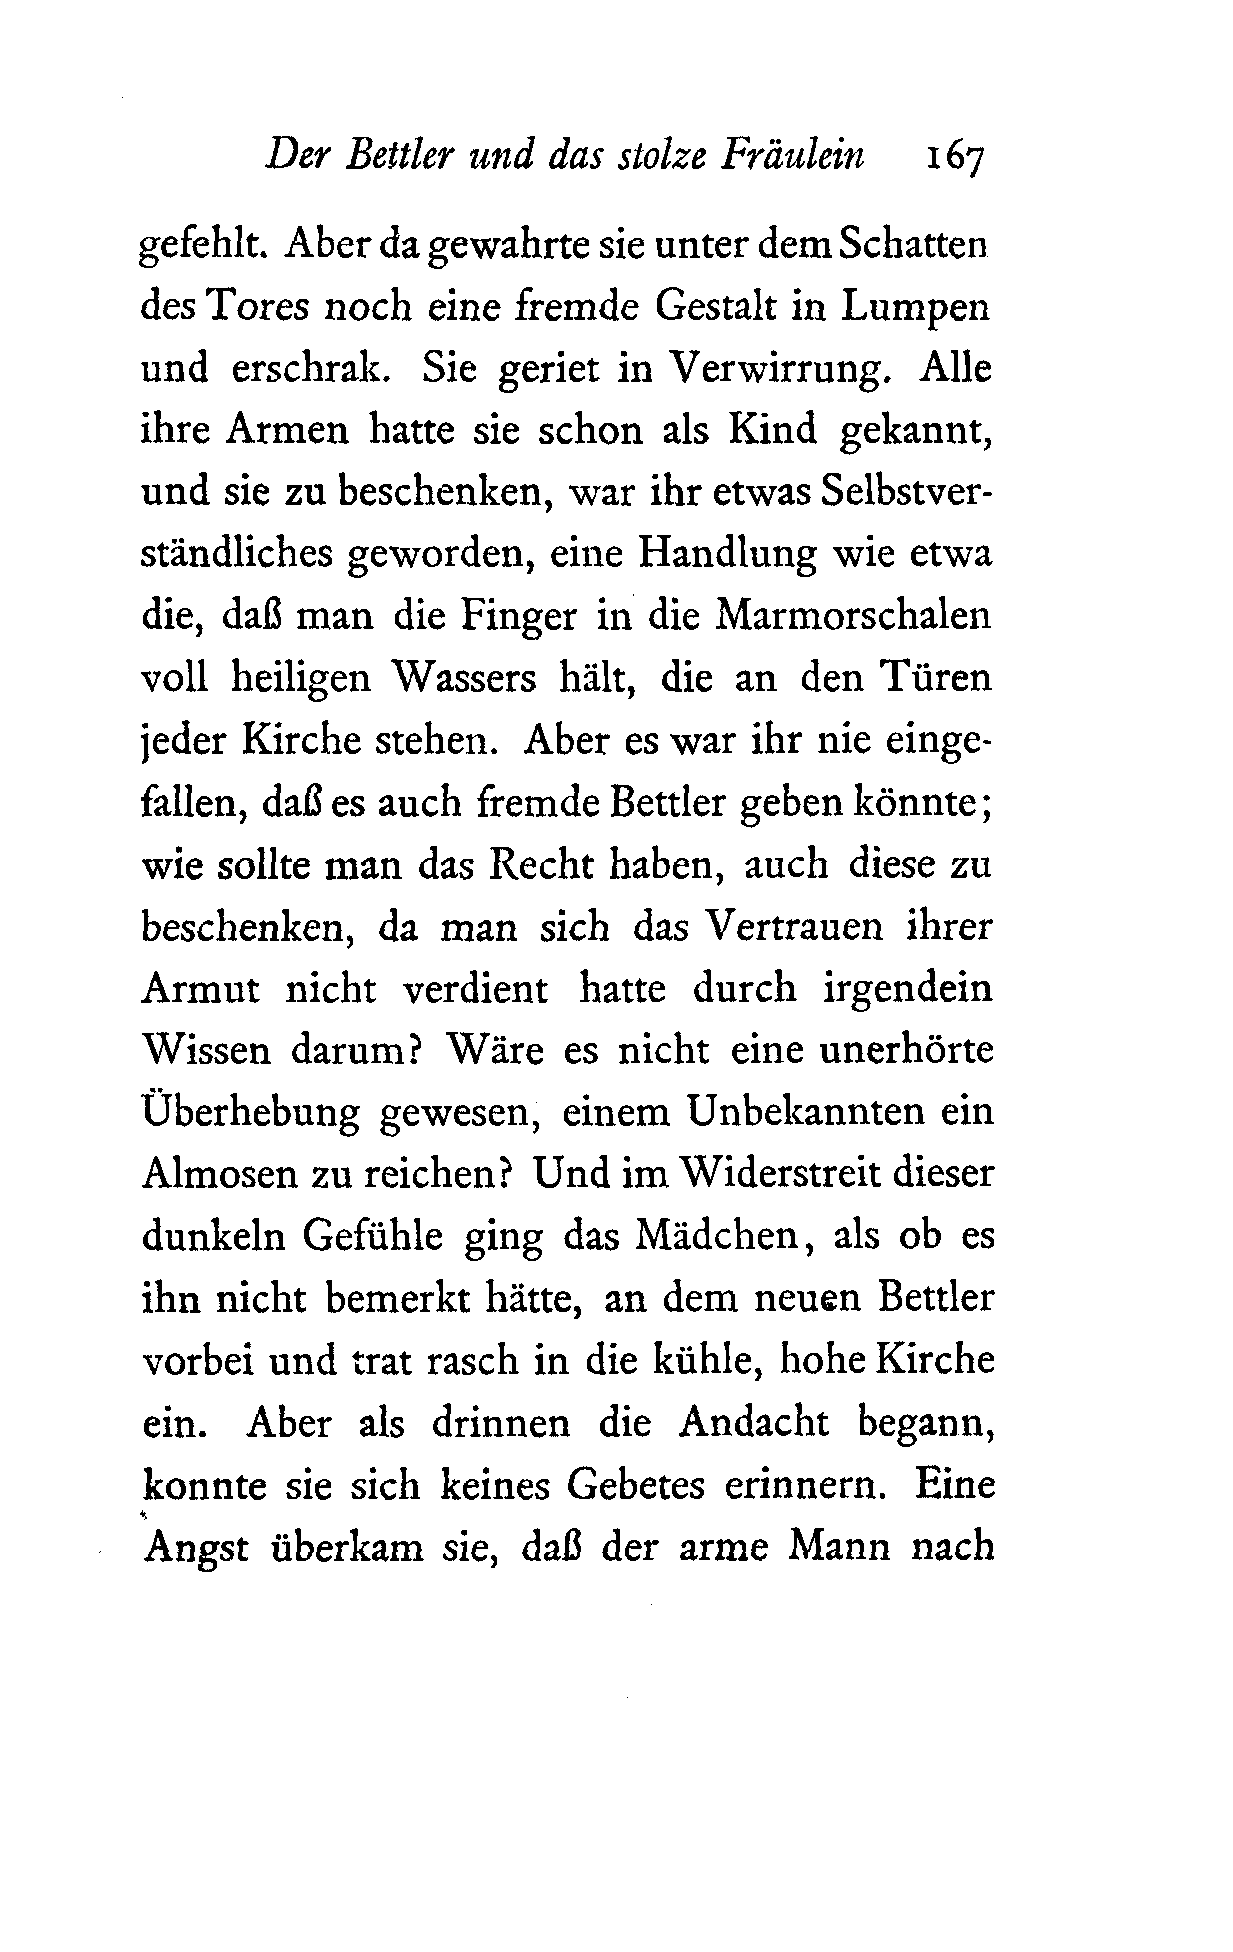 Der Bettler und das stolze Fräulein 167
gefehlt. Aber da gewahrte sie unter dem Schatten
des Tores noch eine fremde Gestalt in Lumpen
und erschrak. Sie geriet in Verwirrung. Alle
ihre Armen hatte sie schon als Kind gekannt,
und sie zu beschenken, war ihr etwas Selbstver-
ständliches geworden, eine Handlung wie etwa
die, daß man die Finger in die Marmorschalen
voll heiligen Wassers hält, die an den Türen
jeder Kirche stehen. Aber es war ihr nie einge-
fallen, daß es auch fremde Bettler geben könnte;
wie sollte man das Recht haben, auch diese zu
beschenken, da man sich das Vertrauen ihrer
Armut nicht verdient hatte durch irgendein
Wissen darum? Wäre es nicht eine unerhörte
Überhebung gewesen, einem Unbekannten ein
Almosen zu reichen? Und im Widerstreit dieser
dunkeln Gefühle ging das Mädchen, als ob es
ihn nicht bemerkt hätte, an dem neuen Bettler
vorbei und trat rasch in die kühle, hohe Kirche
ein. Aber als drinnen die Andacht begann,
konnte sie sich keines Gebetes erinnern. Eine
Angst überkam sie, daß der arme Mann nach